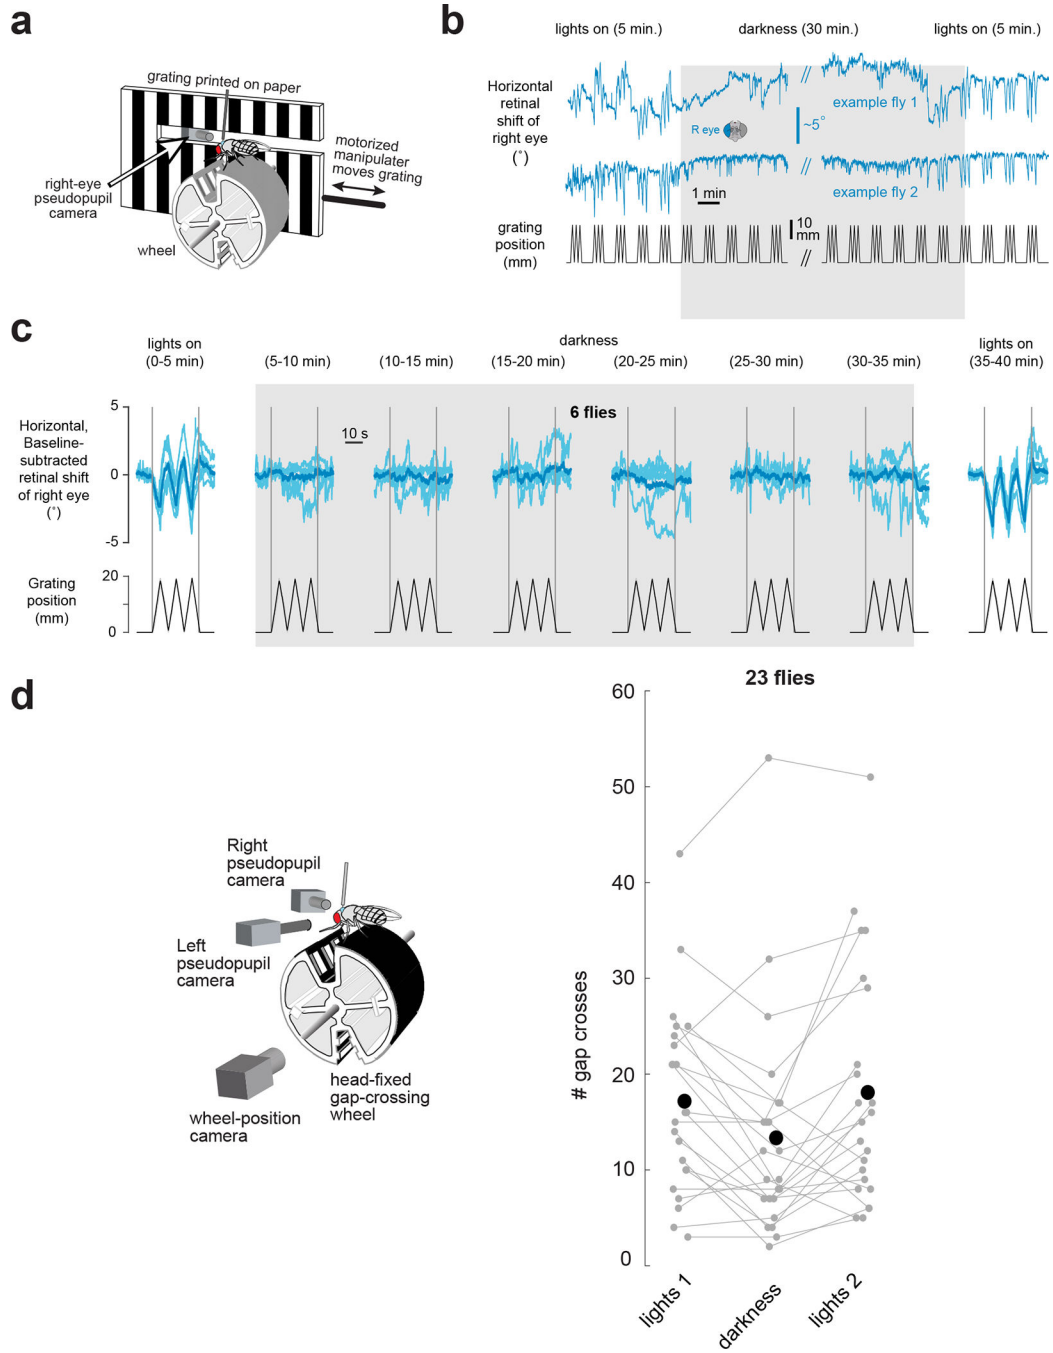 a
grating printed on paper
motorized
manipulater
moves grating
right-eye
pseudopupil
camera
wheel
b
lights on (5 min.)
darkness (30 min.)
lights on (5 min.)
Horizontal
retinal
shift of
right eye
(˚)
example fly 1
R eye
~5˚
example fly 2
1 min
10
mm
grating
position
(mm)
//
//
//
c
lights on
(0-5 min)
darkness
(5-10 min)
(10-15 min)
(15-20 min)
(20-25 min)
(25-30 min)
(30-35 min)
lights on
(35-40 min)
6 flies
10 s
Horizontal,
Baseline-
subtracted
retinal shift
of right eye
(˚)
5
0
-5
Grating
position
(mm)
20
0
d
Right
pseudopupil
camera
Left
pseudopupil
camera
wheel-position
camera
head-fixed
gap-crossing
wheel
23 flies
# gap crosses
60
50
40
30
20
10
0
lights 1
darkness
lights 2